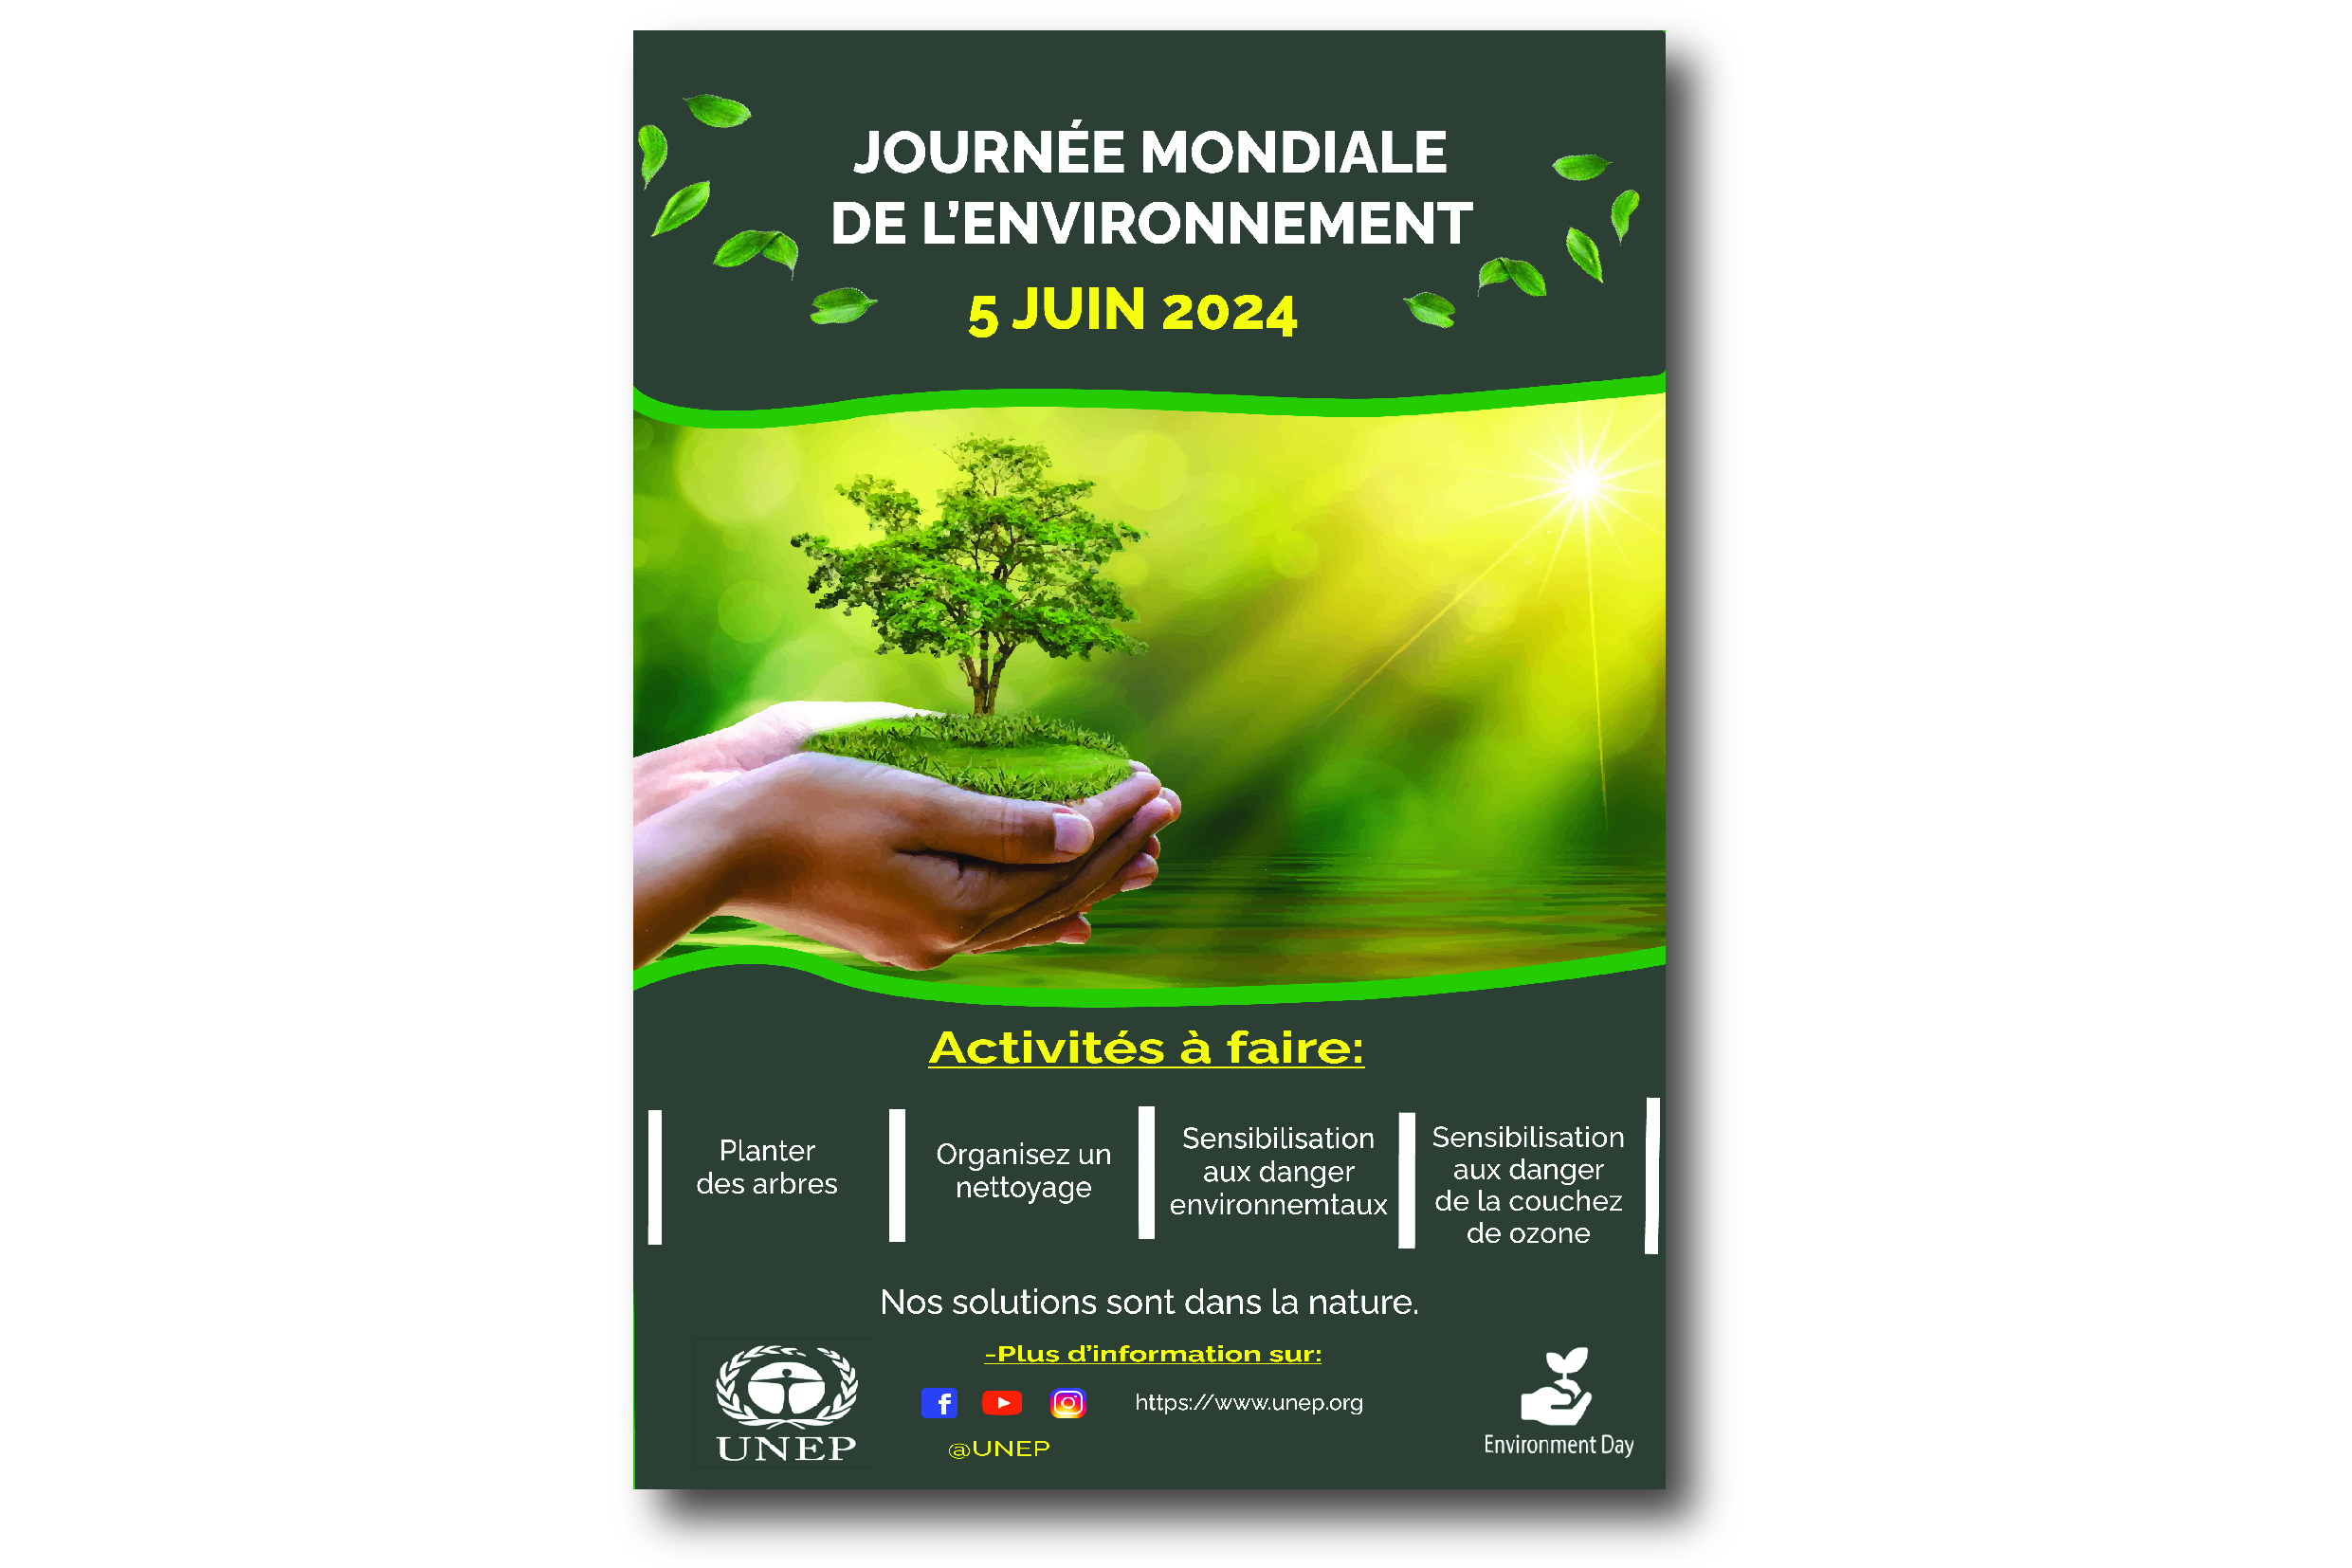 JOURNÉE MONDIALE
DE L’ENVIRONNEMENT
5 JUIN 2024
Activités à faire:
Planter
des arbres
Organisez un
nettoyage
Sensibilisation
aux danger
environnemtaux
Sensibilisation
aux danger
de la couchez
de ozone
Nos solutions sont dans la nature.
-Plus d’information sur:
https://www.unep.org
@UNEP
UNEP
Environment Day